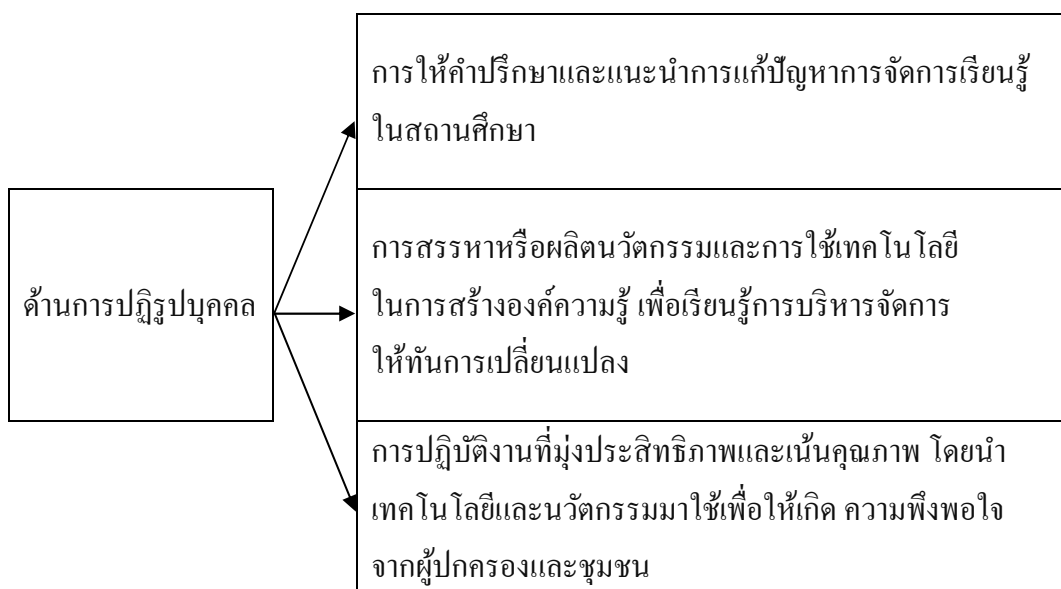 การให้คำปรึกษาและแนะนำการแก้ปัญหาการจัดการเรียนรู้
ในสถานศึกษา
ด้านการปฏิรูปบุคคล
การสรรหาหรือผลิตนวัตกรรมและการใช้เทคโนโลยี
ในการสร้างองค์ความรู้ เพื่อเรียนรู้การบริหารจัดการ
ให้ทันการเปลี่ยนแปลง
การปฏิบัติงานที่มุ่งประสิทธิภาพและเน้นคุณภาพ โดยนำ
เทคโนโลยีและนวัตกรรมมาใช้เพื่อให้เกิด ความพึงพอใจ
จากผู้ปกครองและชุมชน